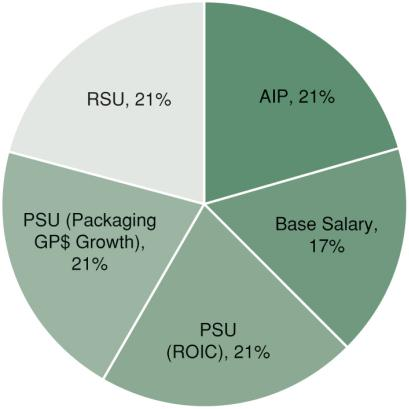 RSU, 21%
AIP, 21%
Base Salary,
17%
PSU
(ROIC), 21%
PSU (Packaging
GP$ Growth),
21%